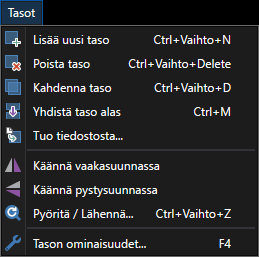 Tasot
Lisää uusi taso Ctrl+Vaihto+N
Poista taso Ctrl+Vaihto+Delete
Kahdenna taso Ctrl+Vaihto+D
Yhdistä taso alas Ctrl+M
Tuo tiedostosta...
Käännä vaakasuunnassa
Käännä pystysuunnassa
Pyöritä / Lähennä... Ctrl+Vaihto+Z
Tason ominaisuudet... F4